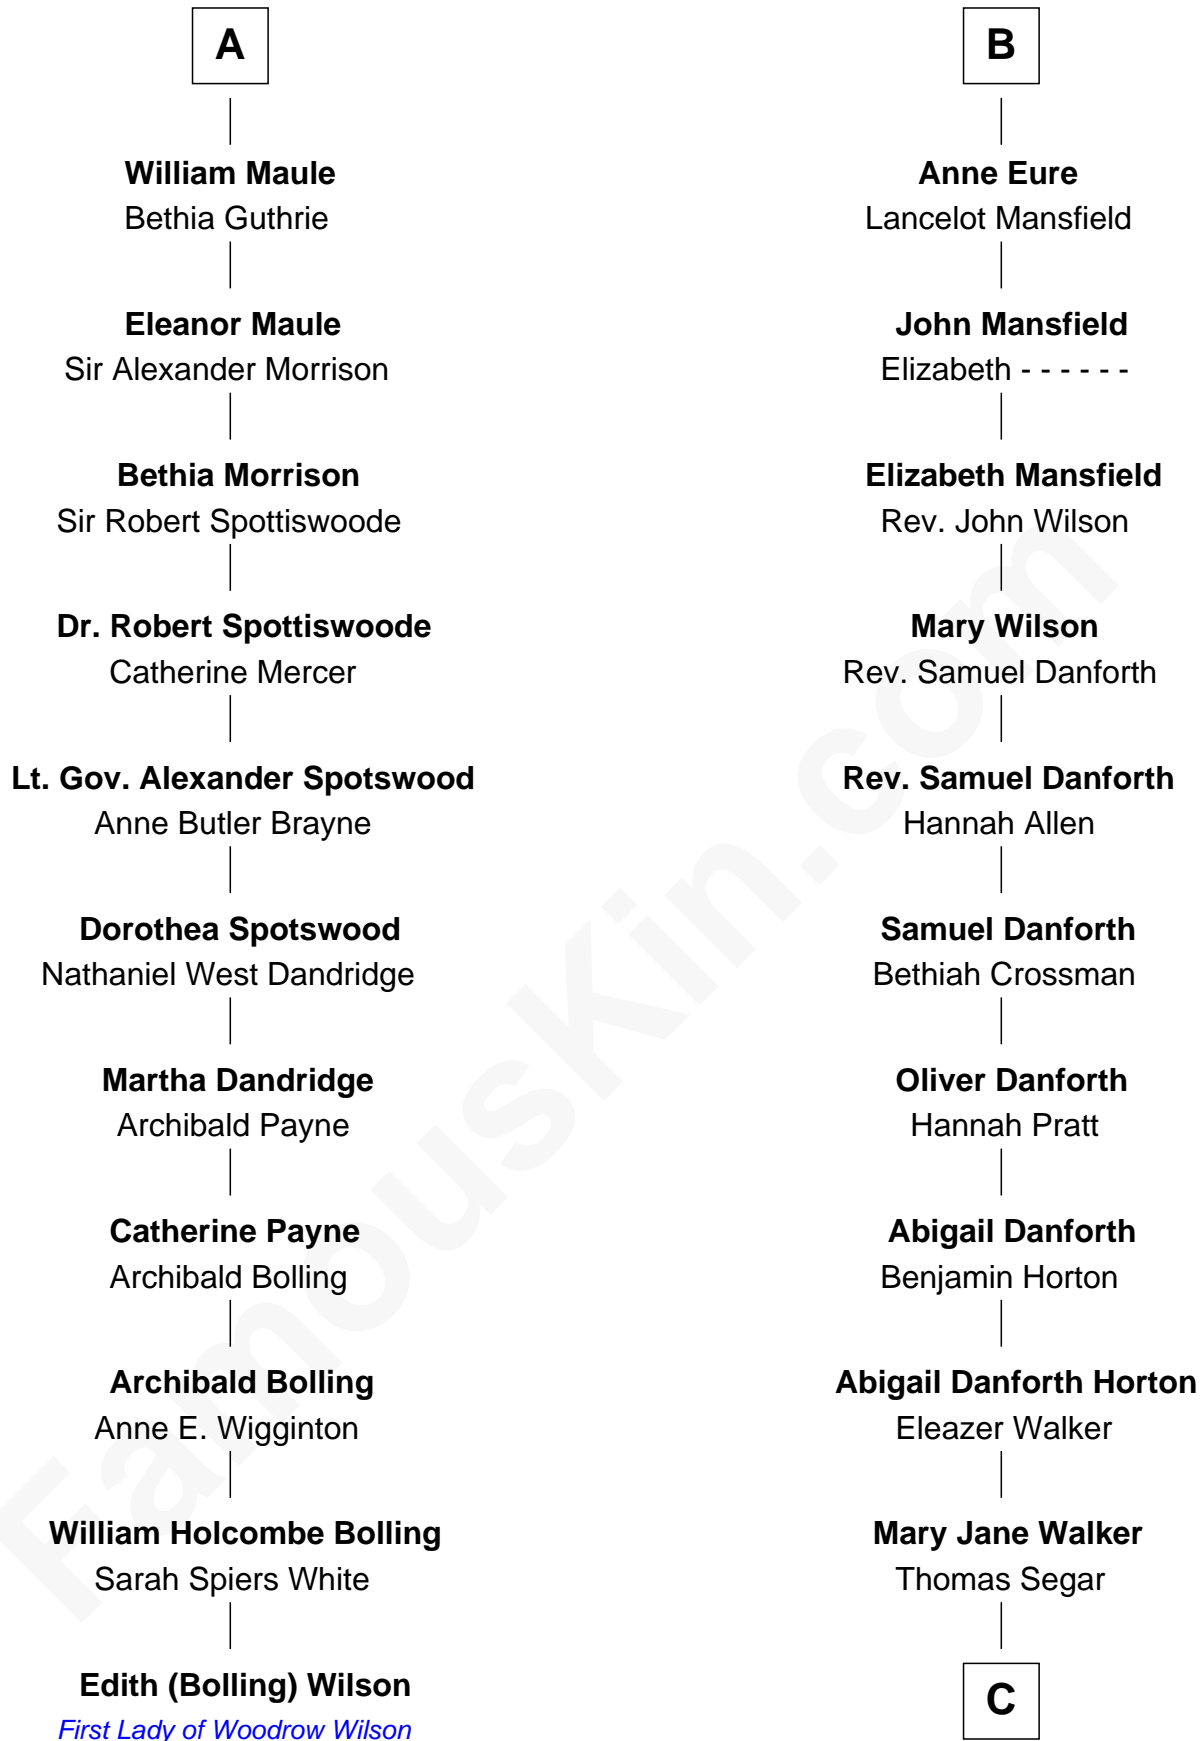 A
William Maule
Bethia Guthrie
Eleanor Maule
Sir Alexander Morrison
Bethia Morrison
Sir Robert Spottiswoode
Dr. Robert Spottiswoode
Catherine Mercer
Lt. Gov. Alexander Spotswood
Anne Butler Brayne
Dorothea Spotswood
Nathaniel West Dandridge
Martha Dandridge
Archibald Payne
Catherine Payne
Archibald Bolling
Archibald Bolling
Anne E. Wigginton
William Holcombe Bolling
Sarah Spiers White
Edith (Bolling) Wilson
First Lady of Woodrow Wilson
B
Anne Eure
Lancelot Mansfield
John Mansfield
Elizabeth - - - - - -
Elizabeth Mansfield
Rev. John Wilson
Mary Wilson
Rev. Samuel Danforth
Rev. Samuel Danforth
Hannah Allen
Samuel Danforth
Bethiah Crossman
Oliver Danforth
Hannah Pratt
Abigail Danforth
Benjamin Horton
Abigail Danforth Horton
Eleazer Walker
Mary Jane Walker
Thomas Segar
C
FamousKin.com